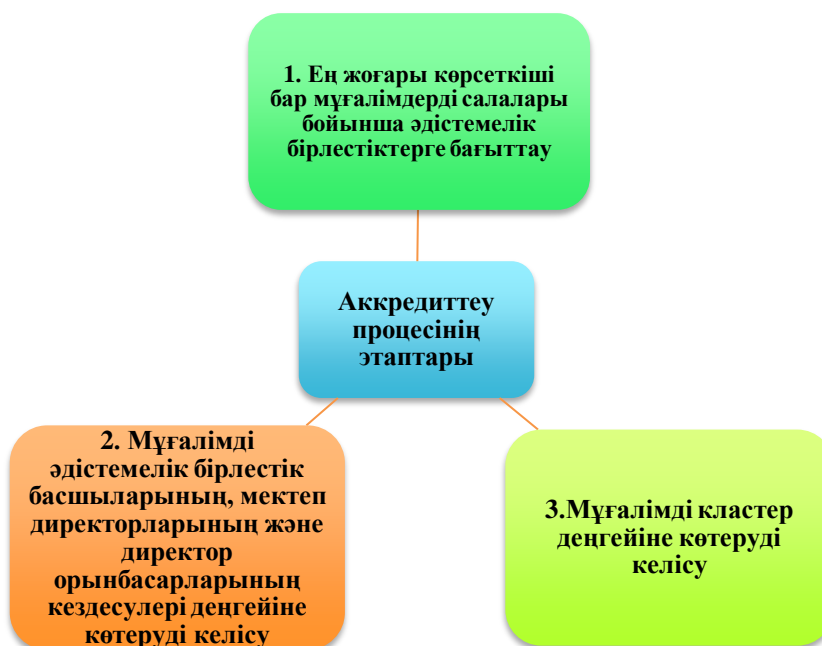 1. Ең жоғары көрсеткіші
бар мұғалімдерді салалары
бойынша әдістемелік
бірлестіктерге бағыттау
Аккредиттеу
процесінің
этаптары
2. Мұғалімді
әдістемелік бірлестік
басшыларының, мектеп
директорларының және
директор
орынбасарларының
кездесулері деңгейіне
көтеруді келісу
3.Мұғалімді кластер
деңгейіне көтеруді
келісу